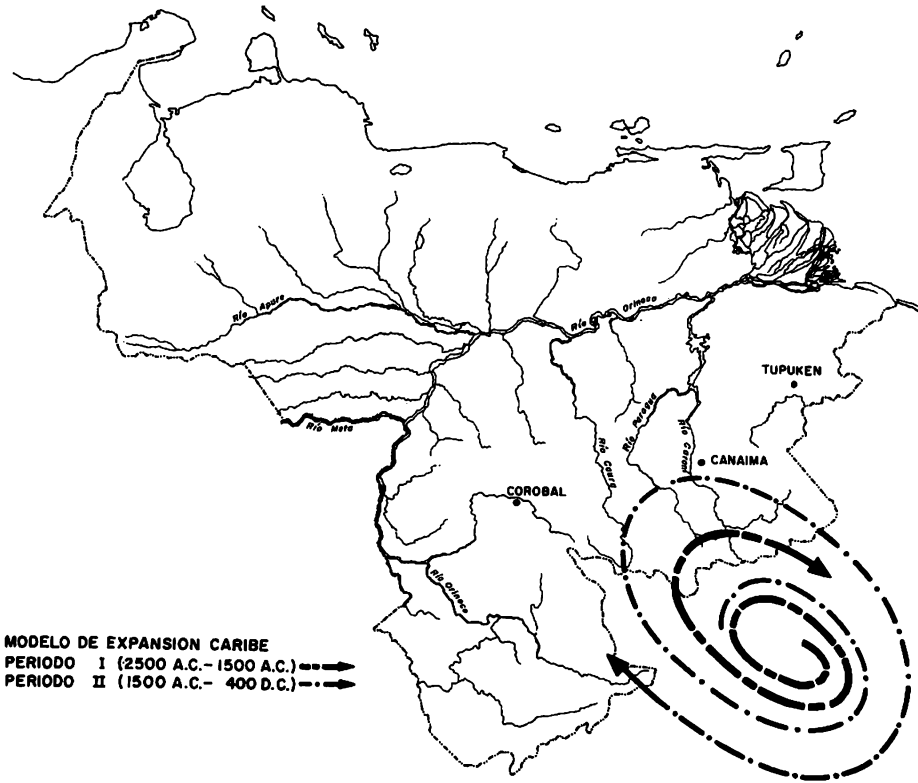 Río Apure
Río Orinoco
TUPUKEN
Río Meta
Río Paragua
Río Caroní
Río Caura
CANAIMA
COROBAL
Río Orinoco
MODELO DE EXPANSION CARIBE
PERIODO I (2500 A.C.- 1500 A.C.)
PERIODO II (1500 A.C.- 400 D.C.)